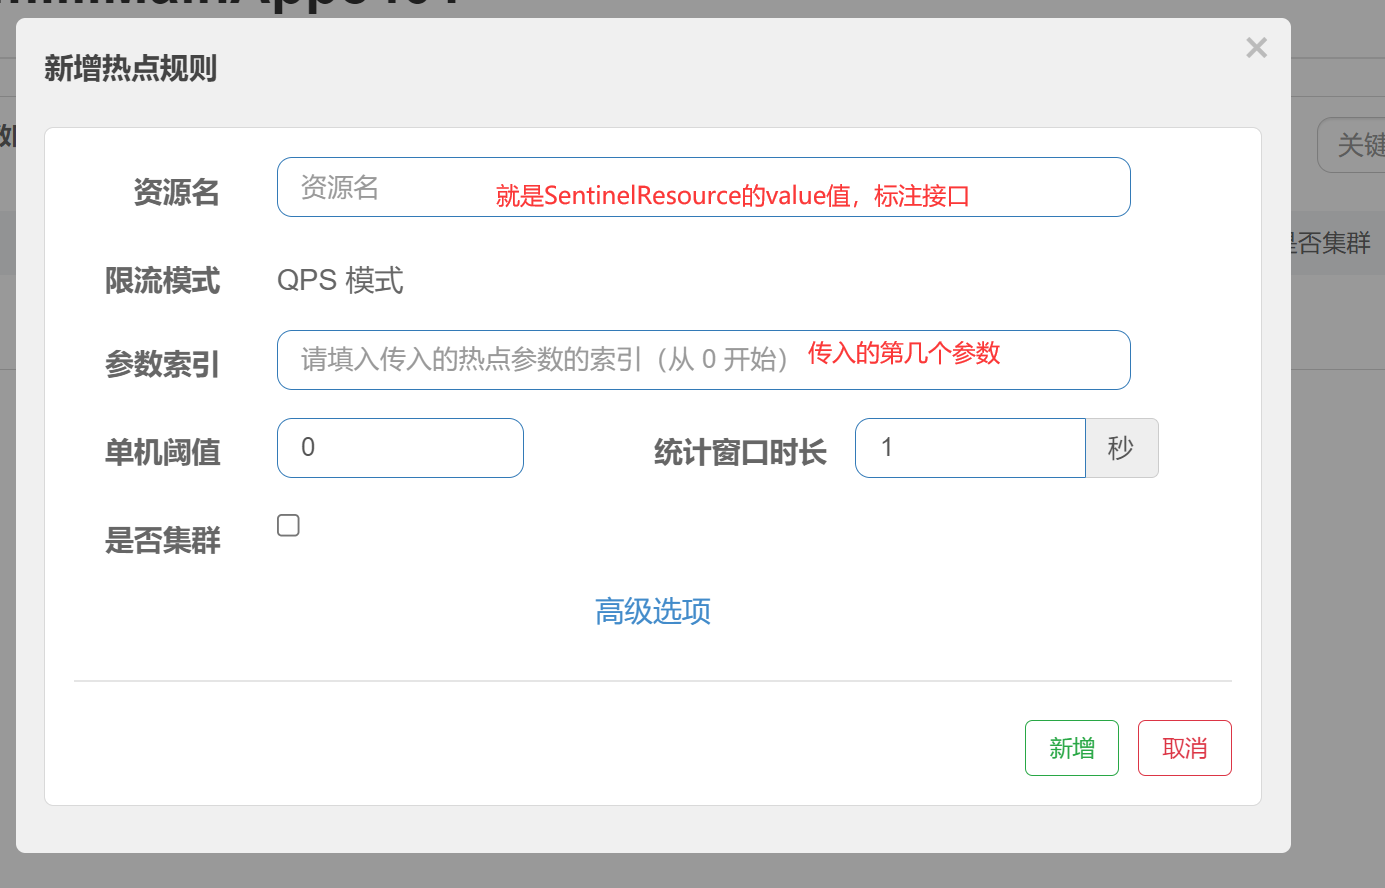 新增热点规则
×
关键
资源名
资源名
就是SentinelResource的value值，标注接口
是否集群
限流模式
QPS 模式
参数索引
请填入传入的热点参数的索引（从 0 开始）
传入的第几个参数
单机阈值
0
统计窗口时长
1
秒
是否集群
高级选项
新增
取消